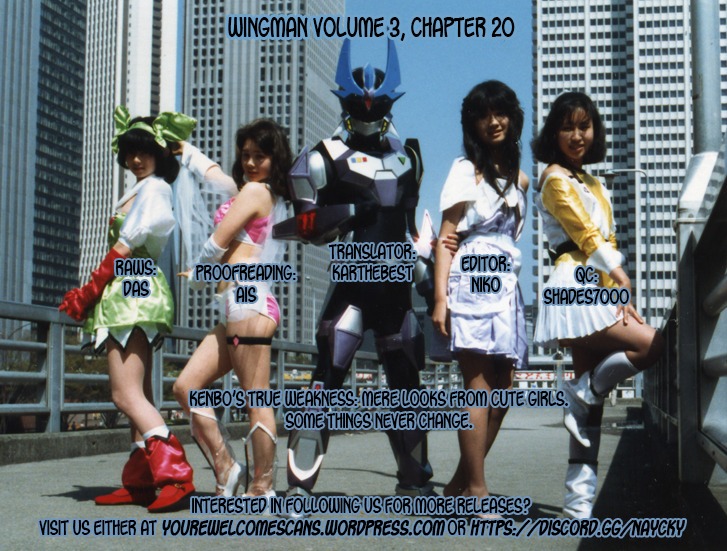 WINGMAN VOLUME 3, CHAPTER 20
RAWS:
DAS
PROOFREADING:
AIS
TRANSLATOR:
KARTHEBEST
EDITOR:
NIKO
QC:
SHADES7000
KENBO'S TRUE WEAKNESS: MERE LOOKS FROM CUTE GIRLS.
SOME THINGS NEVER CHANGE.
INTERESTED IN FOLLOWING US FOR MORE RELEASES?
VISIT US EITHER AT YOUREWELCOMESCANS.WORDPRESS.COM OR HTTPS://DISCORD.GG/NAYCKY